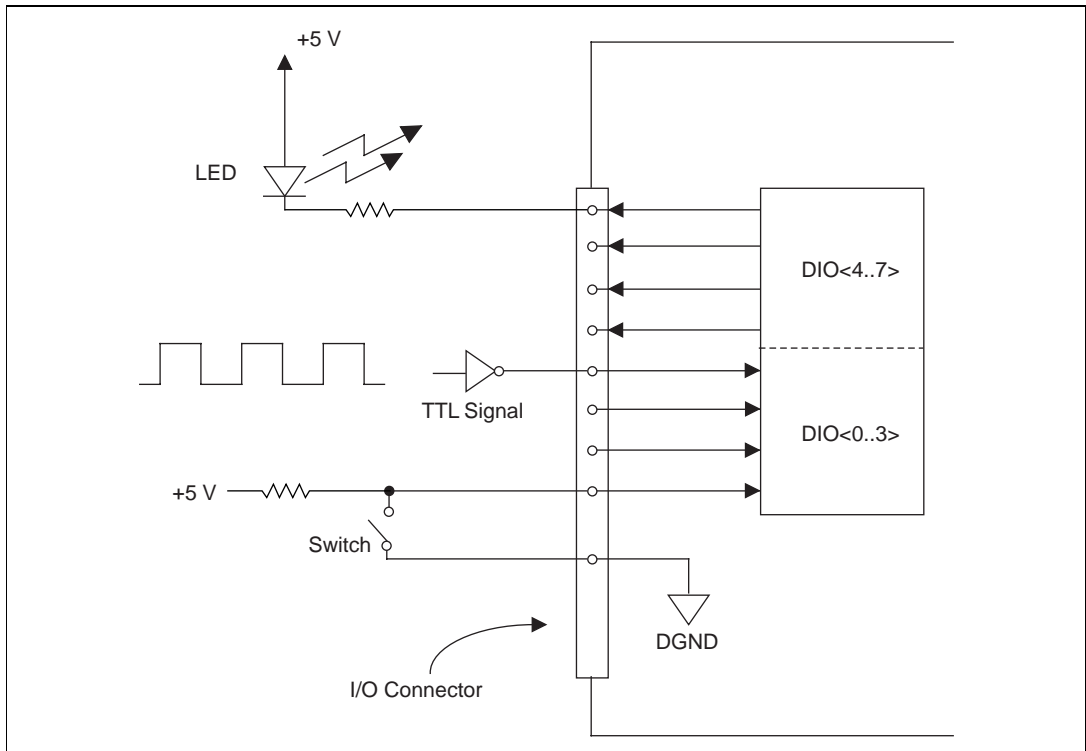 +5 V
LED
DIO<4..7>
TTL Signal
DIO<0..3>
+5 V
Switch
DGND
I/O Connector